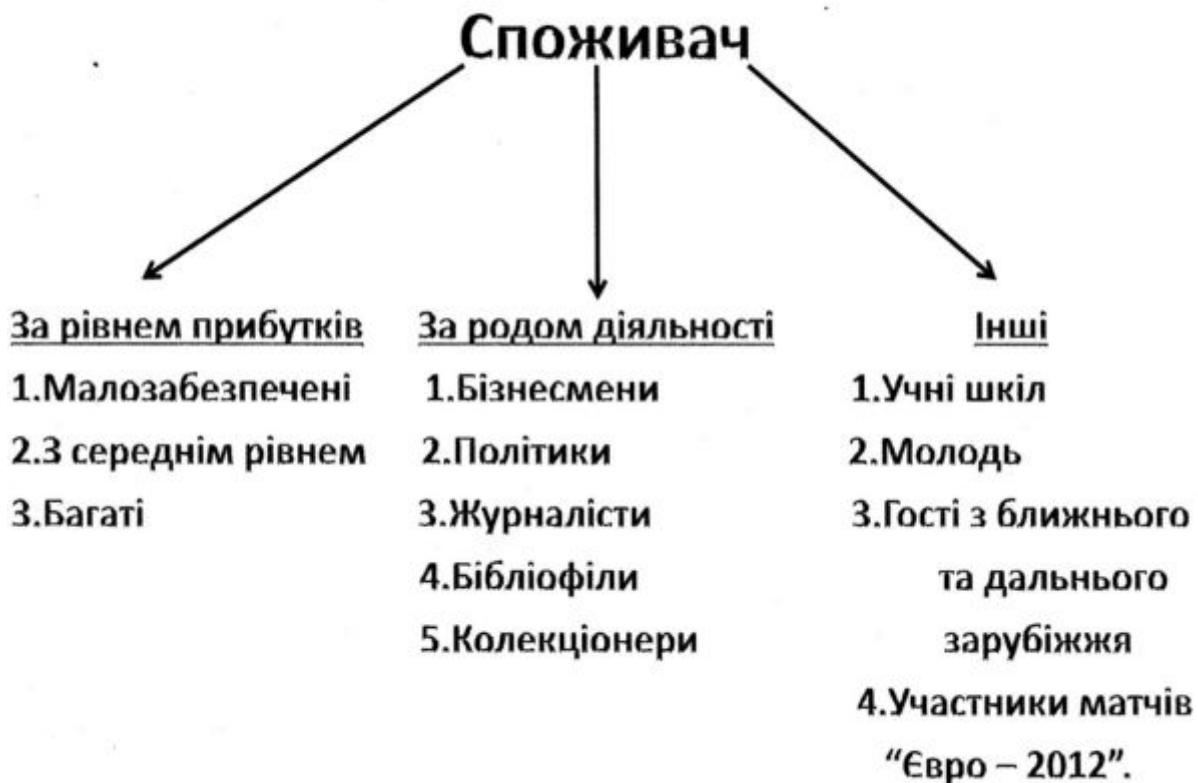 Споживач
За рівнем прибутків
1.Малозабезпечені
2.З середнім рівнем
3.Багаті
За родом діяльності
1.Бізнесмени
2.Політики
3.Журналісти
4.Бібліофіли
5.Колекціонери
Інші
1.Учні шкіл
2.Молодь
3.Гості з ближнього
та дальнього
зарубіжжя
4.Участники матчів
“Євро – 2012”.